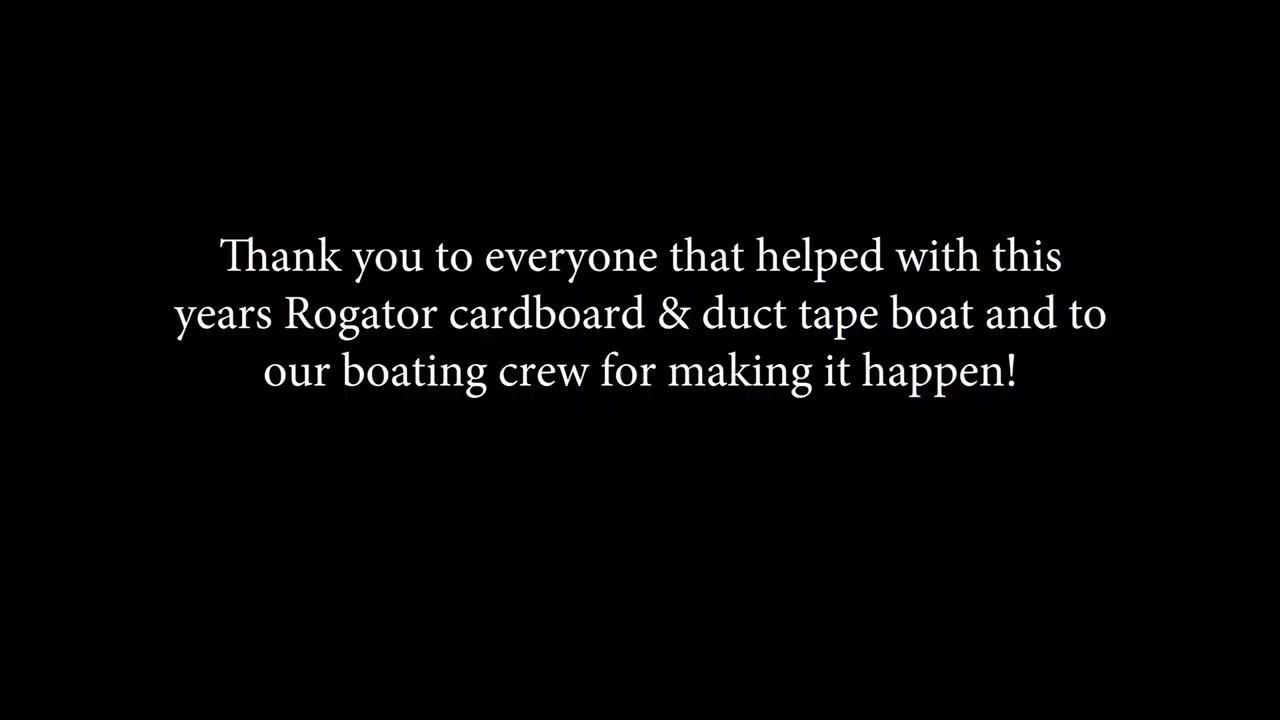 Thank you to everyone that helped with this
years Rogator cardboard & duct tape boat and to
our boating crew for making it happen!